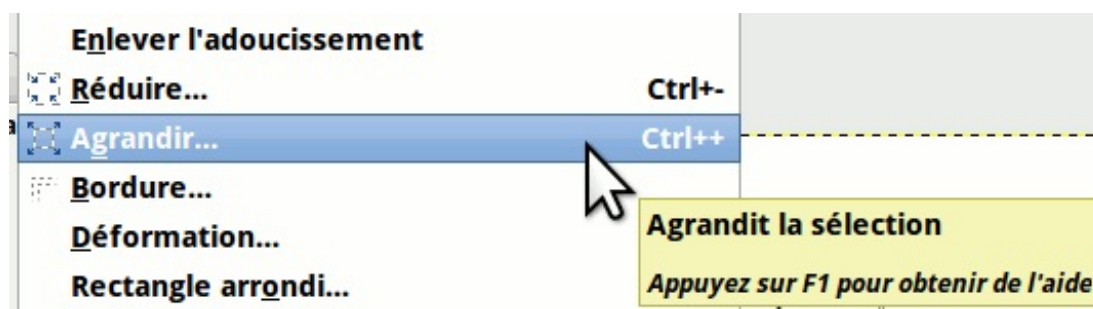 Enlever l'adoucissement
Réduire... Ctrl+-
Agrandir... Ctrl++
Bordure...
Déformation...
Rectangle arrondi...
Agrandit la sélection
Appuyez sur F1 pour obtenir de l'aide